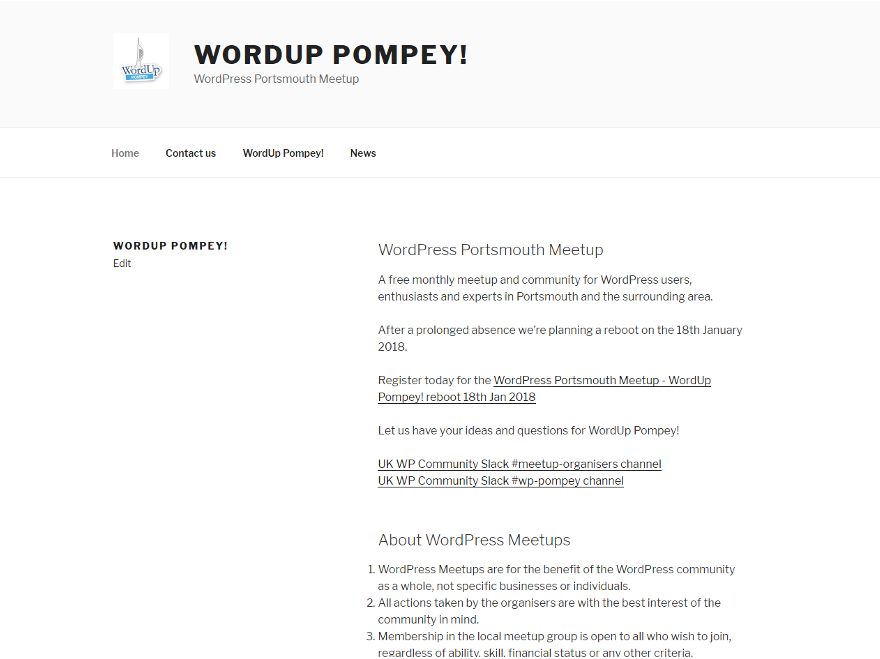 WordUp
POMPEY
WORDUP POMPEY!
WordPress Portsmouth Meetup
Home Contact us WordUp Pompey! News
WORDUP POMPEY!
Edit
WordPress Portsmouth Meetup
A free monthly meetup and community for WordPress users,
enthusiasts and experts in Portsmouth and the surrounding area.
After a prolonged absence we're planning a reboot on the 18th January
2018.
Register today for the WordPress Portsmouth Meetup - WordUp
Pompey! reboot 18th Jan 2018
Let us have your ideas and questions for WordUp Pompey!
UK WP Community Slack #meetup-organisers channel
UK WP Community Slack #wp-pompey channel
About WordPress Meetups
1. WordPress Meetups are for the benefit of the WordPress community
as a whole, not specific businesses or individuals.
2. All actions taken by the organisers are with the best interest of the
community in mind.
3. Membership in the local meetup group is open to all who wish to join,
regardless of ability, skill, financial status or any other criteria.